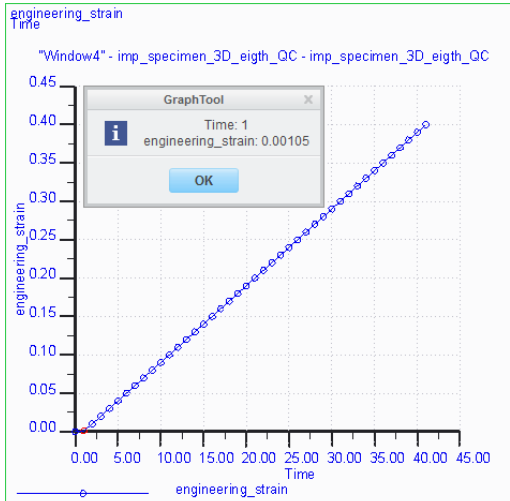 engineering_strain
Time
"Window4" - imp_specimen_3D_eigth_QC - imp_specimen_3D_eigth_QC
GraphTool
Time: 1
engineering_strain: 0.00105
OK
0.45
0.40
0.35
0.30
0.25
0.20
0.15
0.10
0.05
0.00
engineering_strain
0.00 5.00 10.00 15.00 20.00 25.00 30.00 35.00 40.00 45.00
Time
engineering_strain